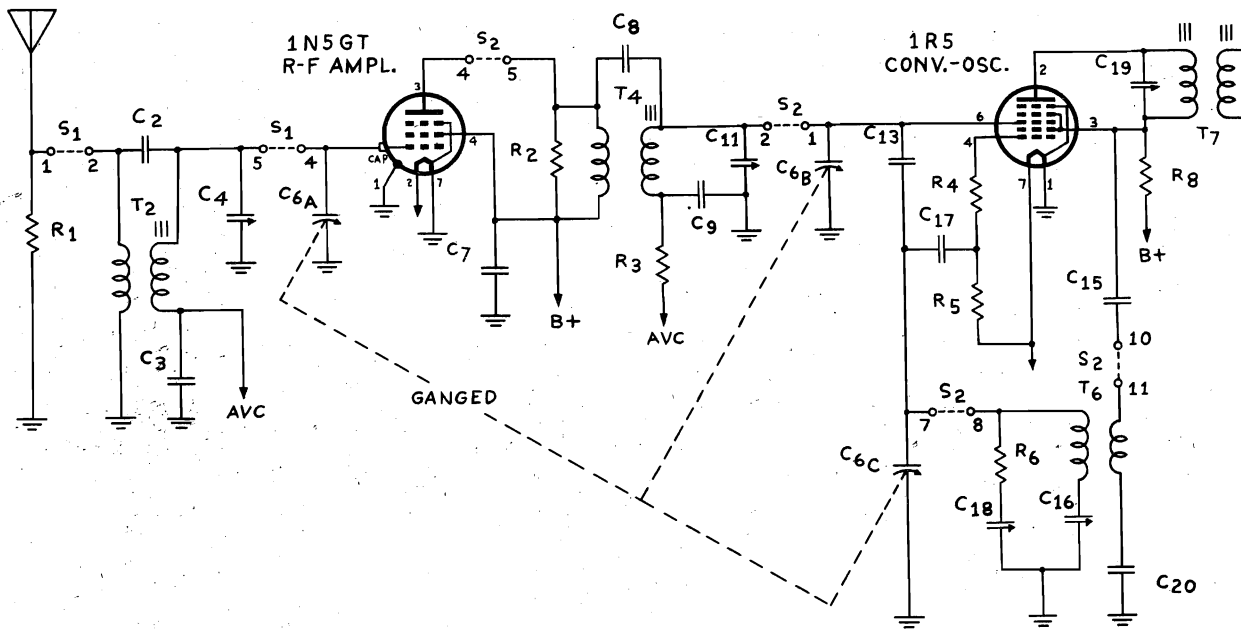 1N5GT
R-F AMPL.
S2
4 5
C8
1R5
CONV.-OSC.
2
C19
T7
3
CAP
4
1
2
7
S1
1 2
C2
S1
5 4
R1
T2
C4
C6A
C3
AVC
R2
C7
B+
T4
C11
C9
R3
AVC
S2
2 1
C6B
C13
6
4
3
7
1
R4
C17
R5
R8
B+
C15
10
S2
T6 11
GANGED
S2
7 8
C6C
R6
C18
C16
C20